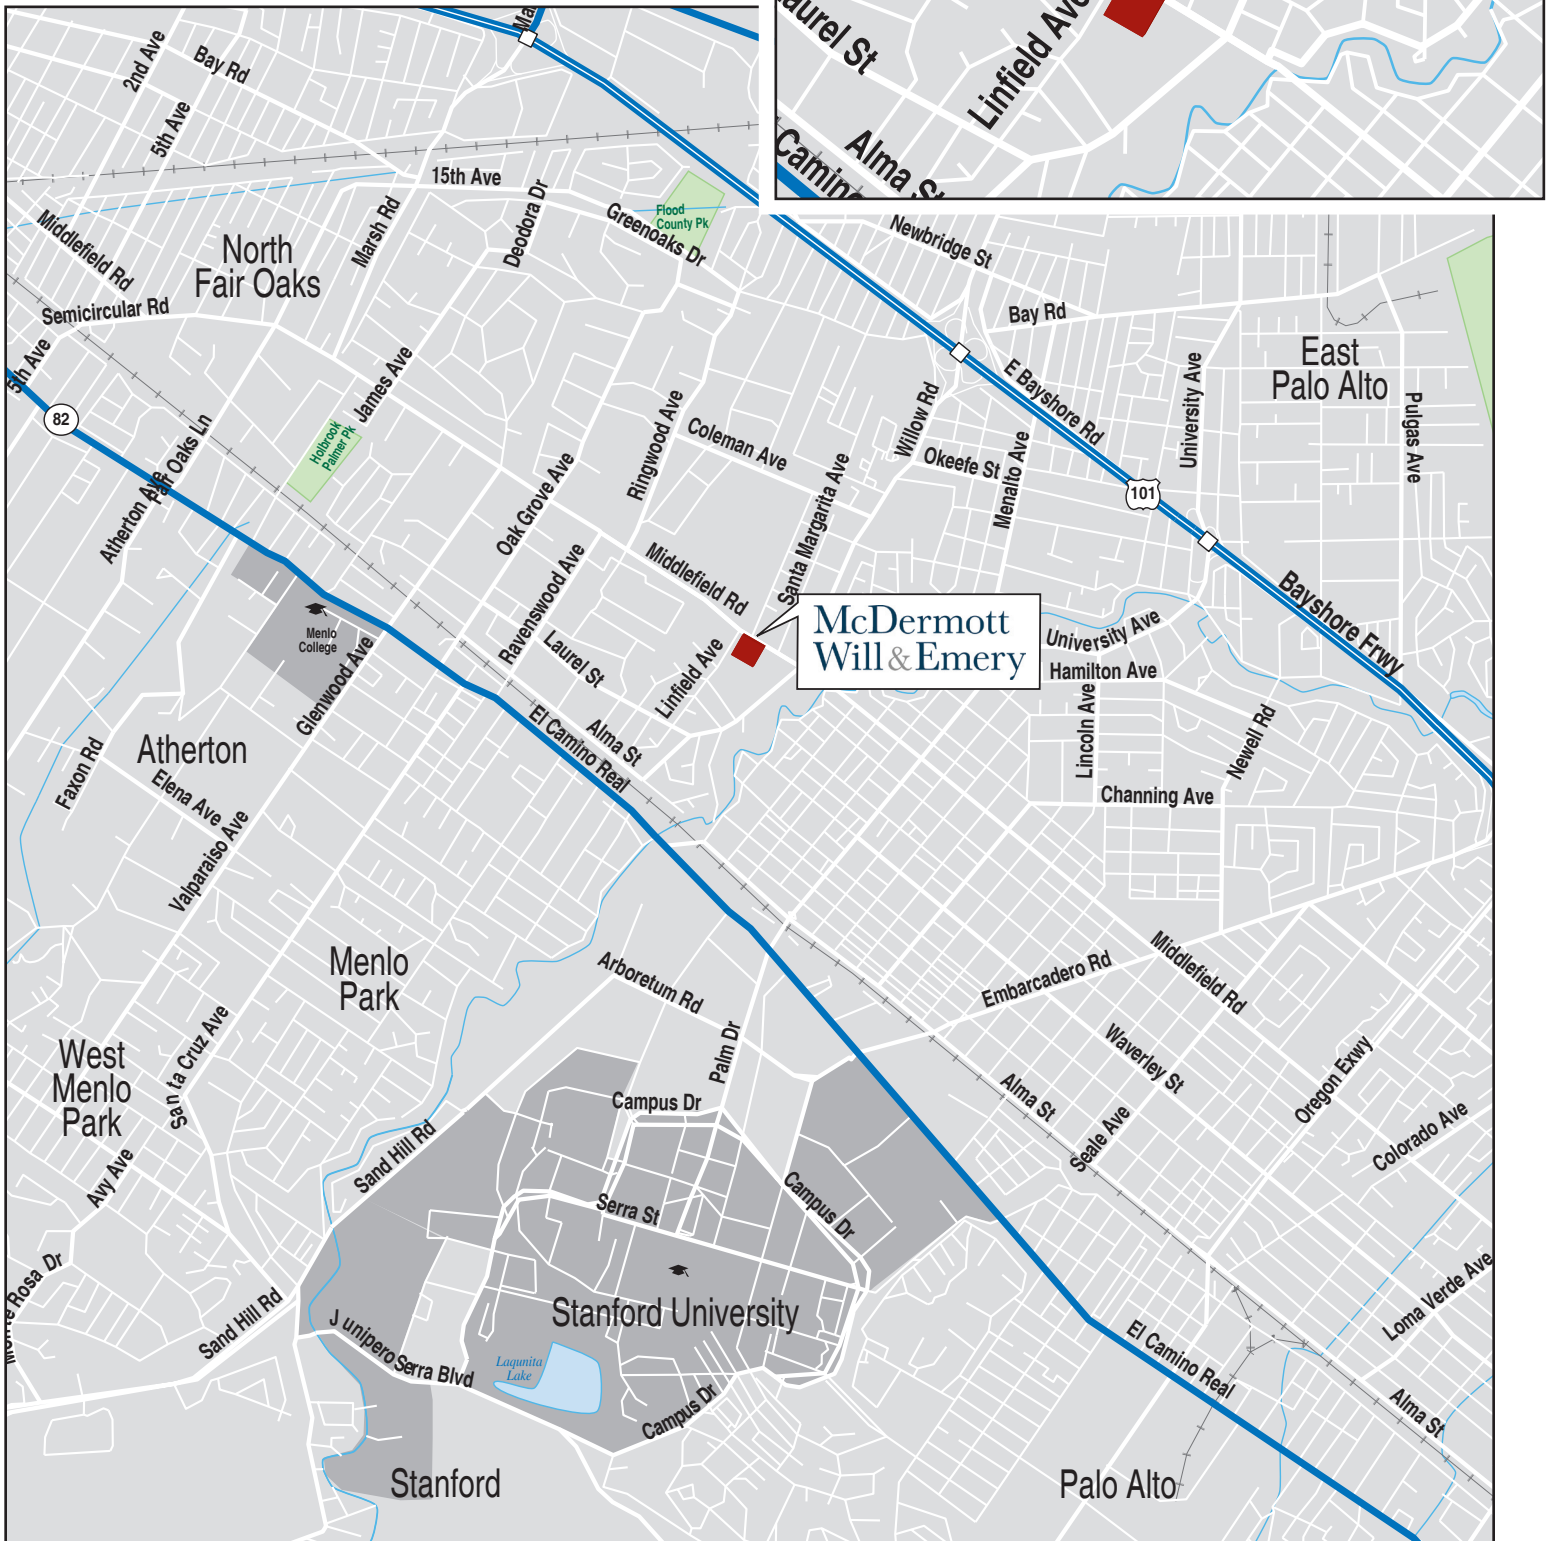 2nd Ave
Bay Rd
5th Ave
Laurel St
Linfield Ave
Alma St
Camino
15th Ave
Marsh Rd
Deodora Dr
Greenoaks Dr
Flood
County Pk
Newbridge St
Middlefield Rd
North
Fair Oaks
Semicircular Rd
5th Ave
82
James Ave
Holbrook
Palmer Pk
Fair Oaks Ln
Atherton Ave
Bay Rd
E Bayshore Rd
University Ave
East
Palo Alto
Pulgas Ave
Willow Rd
Okeefe St
Menalto Ave
101
Ringwood Ave
Coleman Ave
Santa Margarita Ave
Oak Grove Ave
Ravenswood Ave
Middlefield Rd
Bayshore Frwy
McDermott
Will & Emery
University Ave
Hamilton Ave
Lincoln Ave
Newell Rd
Channing Ave
Menlo
College
Glenwood Ave
Laurel St
Linfield Ave
Alma St
El Camino Real
Atherton
Faxon Rd
Elena Ave
Valparaiso Ave
Menlo
Park
Arboretum Rd
Palm Dr
Embarcadero Rd
Middlefield Rd
Waverley St
Oregon Exwy
Alma St
Seale Ave
Colorado Ave
West
Menlo
Park
San ta Cruz Ave
Avy Ave
Sand Hill Rd
Campus Dr
Serra St
Campus Dr
Monte Rosa Dr
Sand Hill Rd
J unipero Serra Blvd
Stanford University
Lagunita
Lake
Campus Dr
Loma Verde Ave
El Camino Real
Alma St
Stanford
Palo Alto